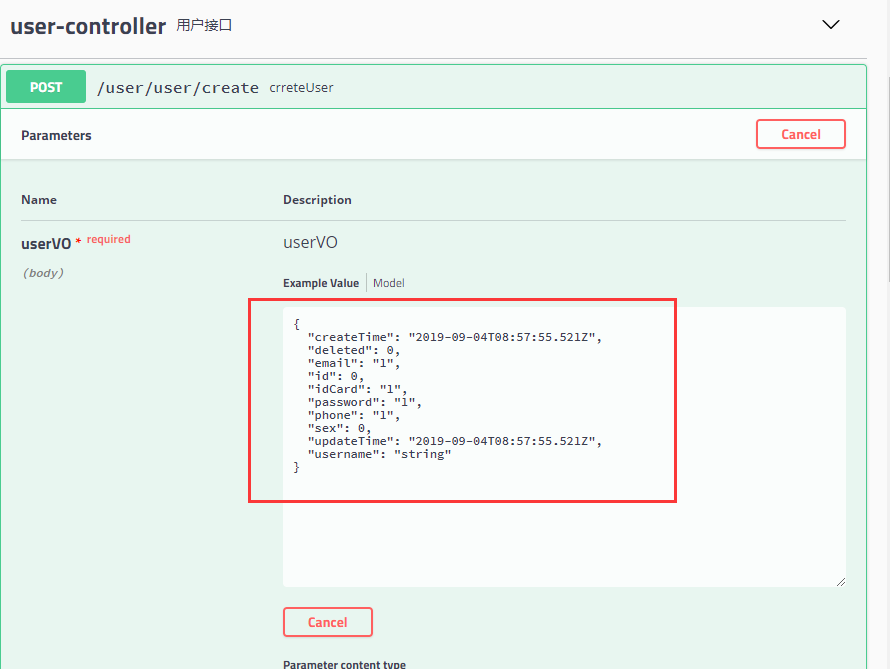 user-controller 用户接口
POST /user/user/create crreteUser
Parameters Cancel
Name Description
userVO * required userVO
(body)
Example Value Model
{
"createTime": "2019-09-04T08:57:55.521Z",
"deleted": 0,
"email": "1",
"id": 0,
"idCard": "1",
"password": "1",
"phone": "1",
"sex": 0,
"updateTime": "2019-09-04T08:57:55.521Z",
"username": "string"
}
Cancel
Parameter content type